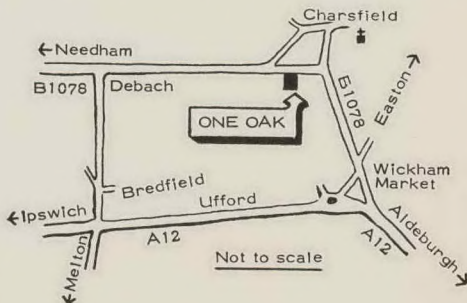 Charsfield
←Needham
B1078
Debach
B1078
Easton
ONE OAK
Wickham
Market
Bredfield
Ufford
←Ipswich
A12
Melton
Aldeburgh
A12
Not to scale